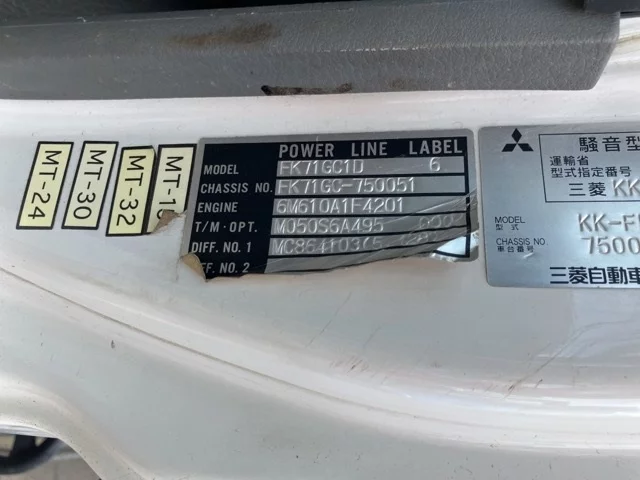 MT-24
MT-30
MT-32
MT-1
POWER LINE LABEL
MODEL FK71GC1D 6
CHASSIS NO. FK71GC-750051
ENGINE 6M610A1F4201
T/M・OPT. M050S6A495
DIFF. NO. 1
FF. NO. 2
騒音型
運輸省
型式指定番号 三菱 KK
MODEL KK-F
型式
CHASSIS NO. 7500
車台番号
三菱自動車